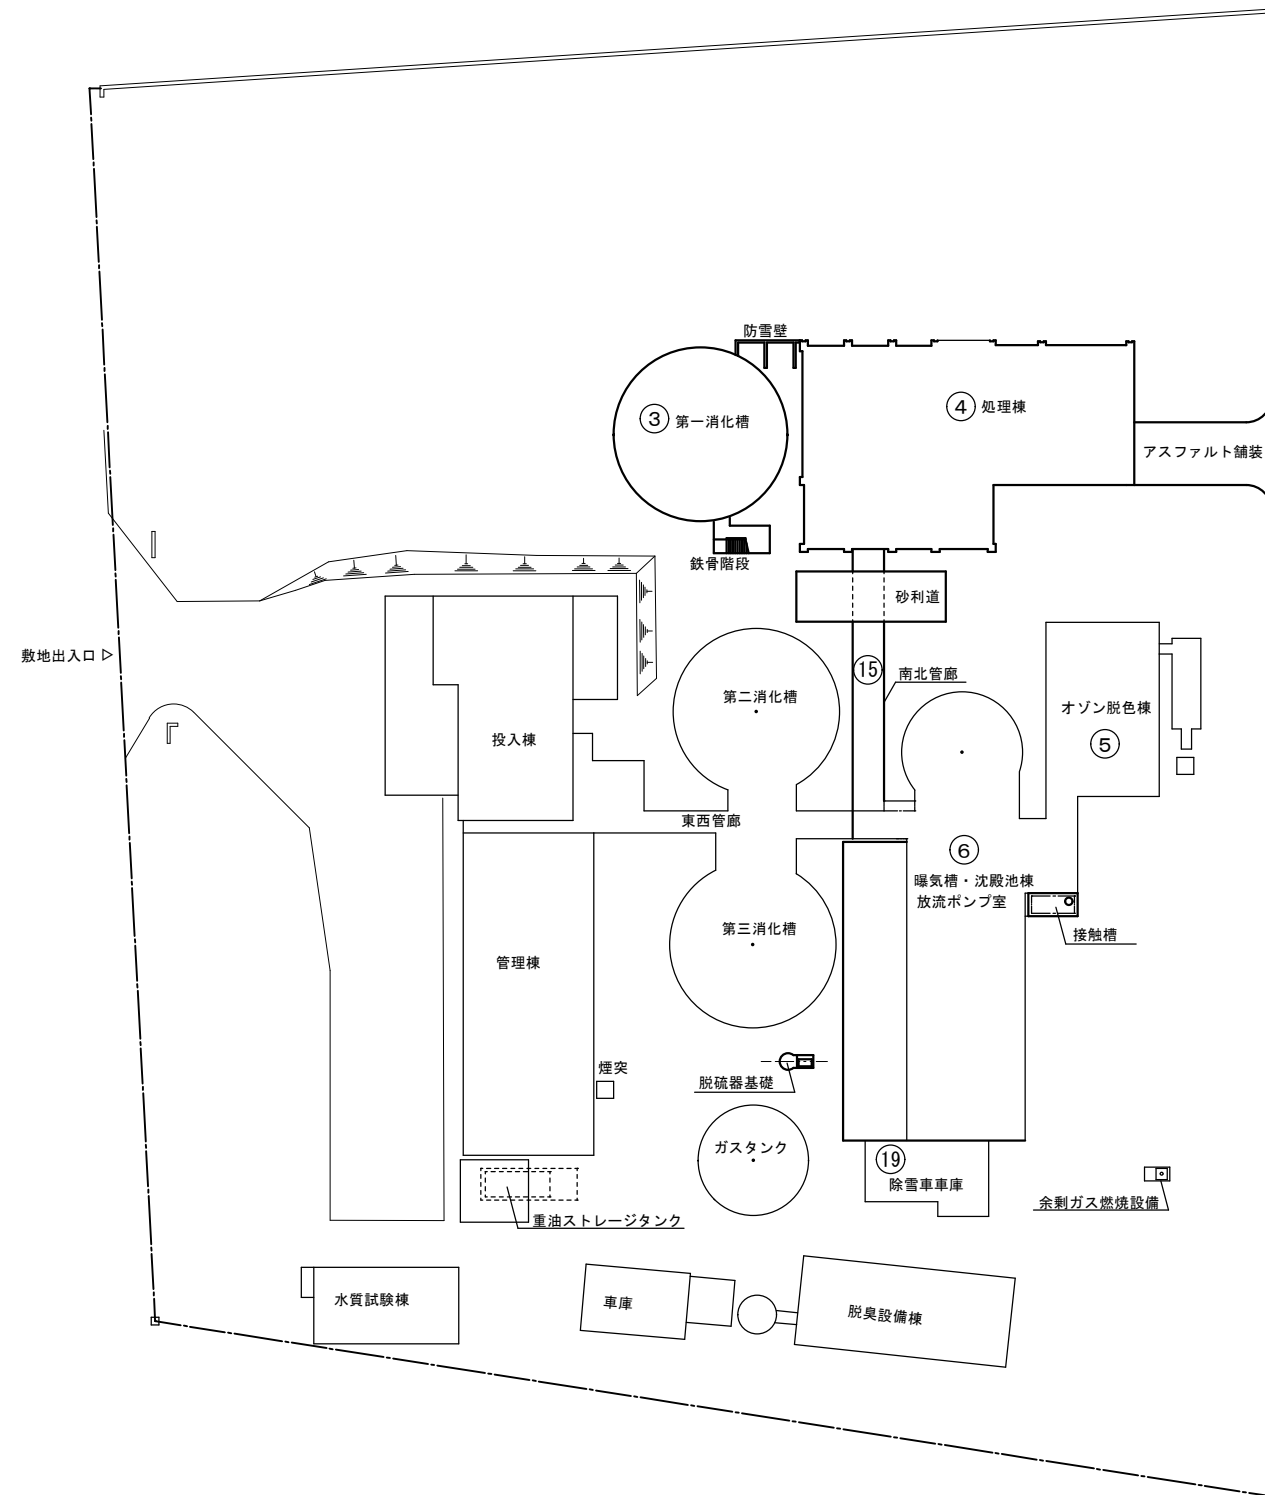 防雪壁
③ 第一消化槽
④ 処理棟
アスファルト舗装
鉄骨階段
砂利道
敷地出入口 ▷
⑮
南北管廊
第二消化槽
オゾン脱色棟
⑤
投入棟
東西管廊
⑥
曝気槽・沈殿池棟
放流ポンプ室
第三消化槽
接触槽
管理棟
煙突
脱硫器基礎
ガスタンク
⑲
除雪車車庫
余剰ガス燃焼設備
重油ストレージタンク
水質試験棟
車庫
脱臭設備棟